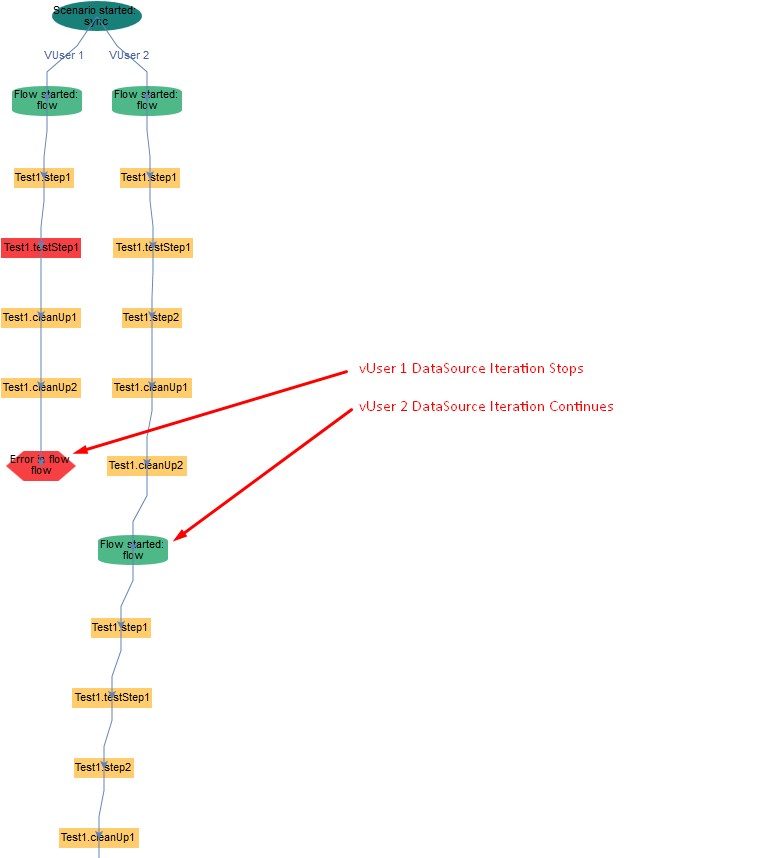 Scenario started:
sync
VUser 1
VUser 2
Flow started:
flow
Flow started:
flow
Test1.step1
Test1.step1
Test1.testStep1
Test1.testStep1
Test1.cleanUp1
Test1.step2
vUser 1 DataSource Iteration Stops
Test1.cleanUp2
Test1.cleanUp1
vUser 2 DataSource Iteration Continues
Error in flow
flow
Test1.cleanUp2
Flow started:
flow
Test1.step1
Test1.testStep1
Test1.step2
Test1.cleanUp1